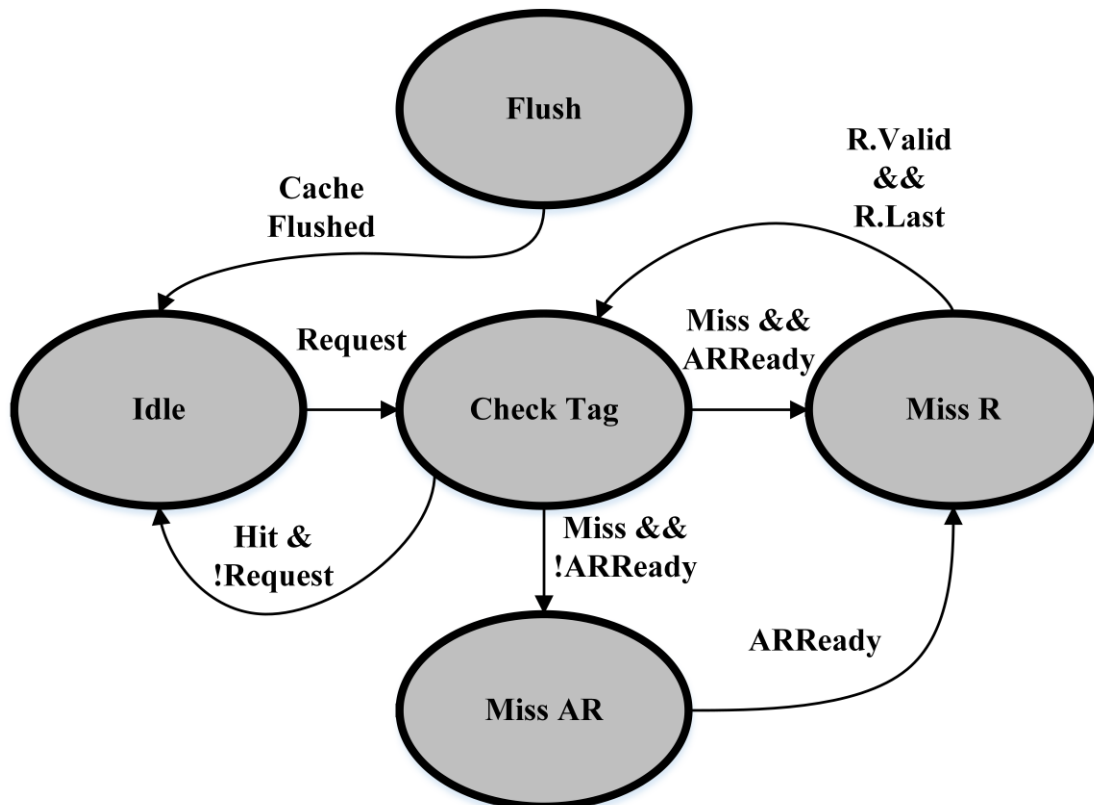 Flush
R.Valid
&&
R.Last
Cache
Flushed
Request
Miss &&
ARReady
Idle
Check Tag
Miss R
Hit &
!Request
Miss &&
!ARReady
ARReady
Miss AR